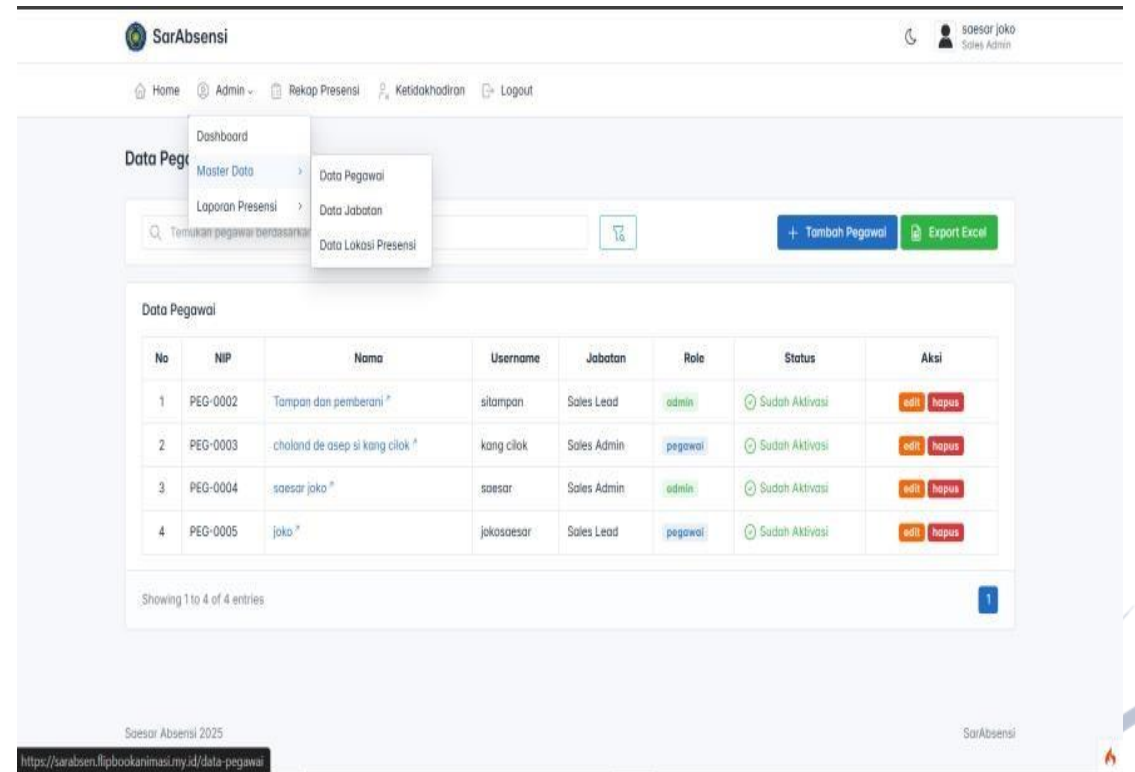 SarAbsensi
saesar joko
Sales Admin
Home Admin Rekap Presensi Ketidakhadiran Logout
Dashboard
Master Data
Laporan Presensi
Data Pegawai
Data Jabatan
Data Lokasi Presensi
Data Peg
Temukan pegawai berdasarkan
+ Tambah Pegawai
Export Excel
Data Pegawai
No NIP Nama Username Jabatan Role Status Aksi
1 PEG-0002 Tampan dan pemberani sitampan Sales Lead admin Sudah Aktivasi edit hapus
2 PEG-0003 choland de asep si kang cilok kang cilok Sales Admin pegawai Sudah Aktivasi edit hapus
3 PEG-0004 saesar joko saesar Sales Admin admin Sudah Aktivasi edit hapus
4 PEG-0005 joko jokosaesar Sales Lead pegawai Sudah Aktivasi edit hapus
Showing 1 to 4 of 4 entries
1
Saesar Absensi 2025
SarAbsensi
https://sarabsen.flipbookanimasi.my.id/data-pegawai